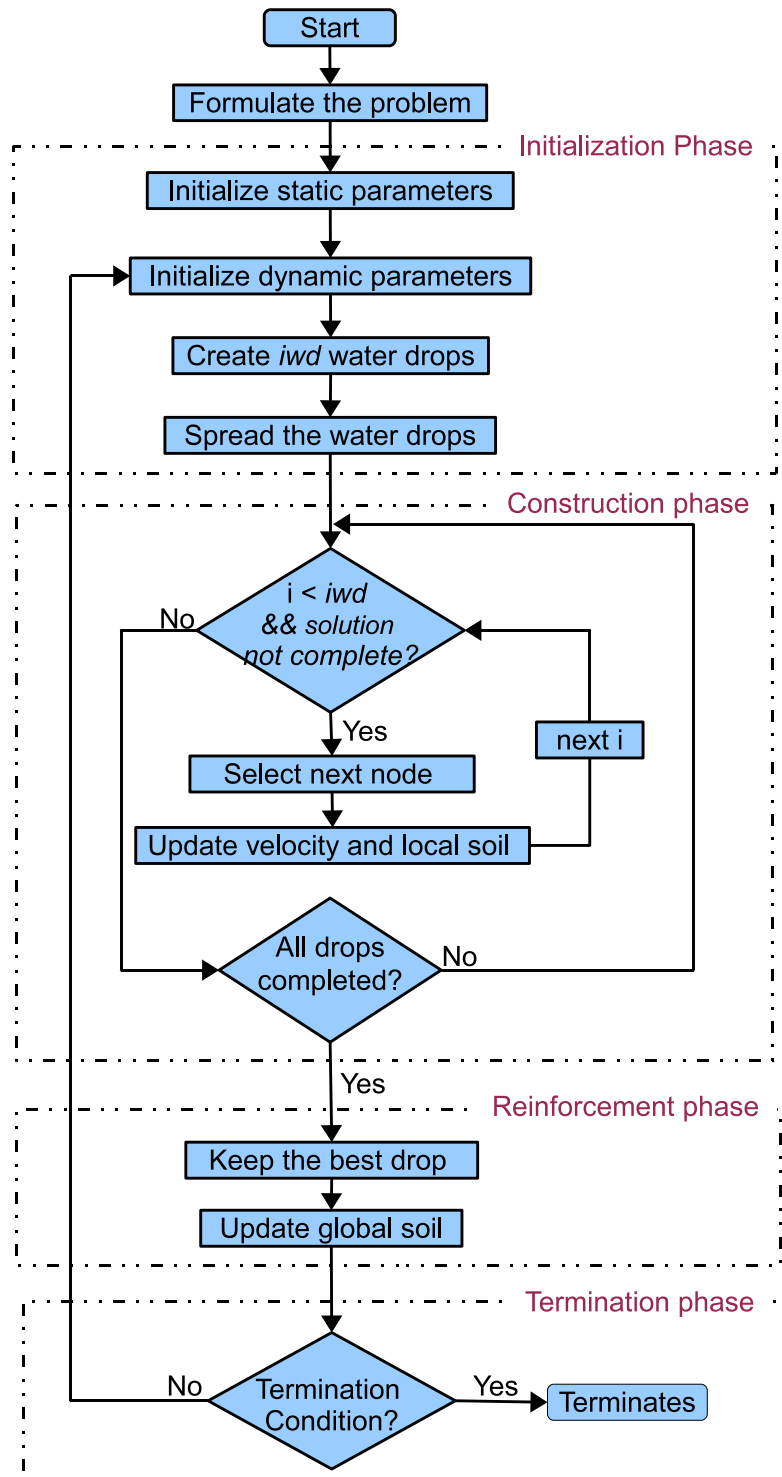 Start
Formulate the problem
Initialization Phase
Initialize static parameters
Initialize dynamic parameters
Create iwd water drops
Spread the water drops
Construction phase
i < iwd
&& solution
not complete?
No
Yes
next i
Select next node
Update velocity and local soil
All drops
completed?
No
Yes
Reinforcement phase
Keep the best drop
Update global soil
Termination phase
No
Termination
Condition?
Yes
Terminates